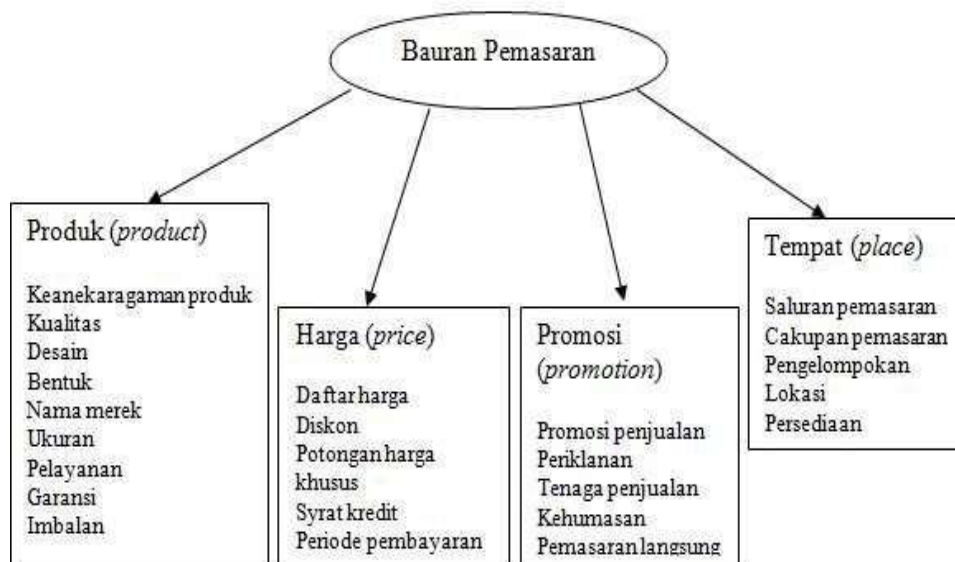 Bauran Pemasaran
Produk (product)
Keanekaragaman produk
Kualitas
Desain
Bentuk
Nama merek
Ukuran
Pelayanan
Garansi
Imbalan
Harga (price)
Daftar harga
Diskon
Potongan harga
khusus
Syrat kredit
Periode pembayaran
Promosi
(promotion)
Promosi penjualan
Periklanan
Tenaga penjualan
Kehumasan
Pemasaran langsung
Tempat (place)
Saluran pemasaran
Cakupan pemasaran
Pengelompokan
Lokasi
Persediaan